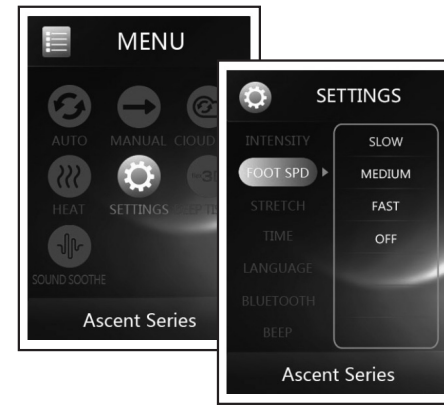 MENU
AUTO MANUAL CLOUD
HEAT SETTINGS
SOUND SOOTHE
Ascent Series
SETTINGS
INTENSITY SLOW
FOOT SPD MEDIUM
STRETCH FAST
TIME OFF
LANGUAGE
BLUETOOTH
BEEP
Ascent Series